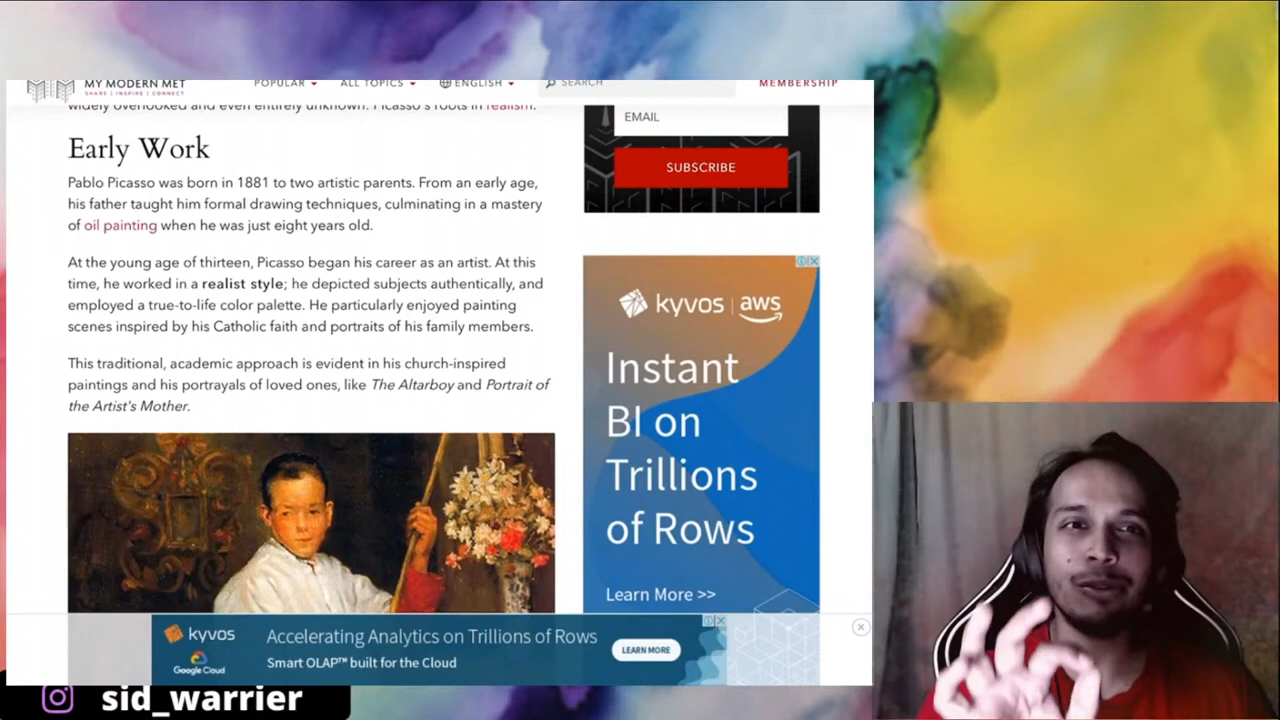 MY MODERN MET
SHARE | INSPIRE | CONNECT
POPULAR
ALL TOPICS
ENGLISH
SEARCH
MEMBERSHIP
widely overlooked and even entirely unknown. Picasso's roots in realism.
Early Work
Pablo Picasso was born in 1881 to two artistic parents. From an early age,
his father taught him formal drawing techniques, culminating in a mastery
of oil painting when he was just eight years old.
At the young age of thirteen, Picasso began his career as an artist. At this
time, he worked in a realist style; he depicted subjects authentically, and
employed a true-to-life color palette. He particularly enjoyed painting
scenes inspired by his Catholic faith and portraits of his family members.
This traditional, academic approach is evident in his church-inspired
paintings and his portrayals of loved ones, like The Altarboy and Portrait of
the Artist's Mother.
EMAIL
SUBSCRIBE
kyvos | aws
Instant
BI on
Trillions
of Rows
Learn More >>
kyvos
Google Cloud
Accelerating Analytics on Trillions of Rows
Smart OLAP™ built for the Cloud
LEARN MORE
sid_warrier